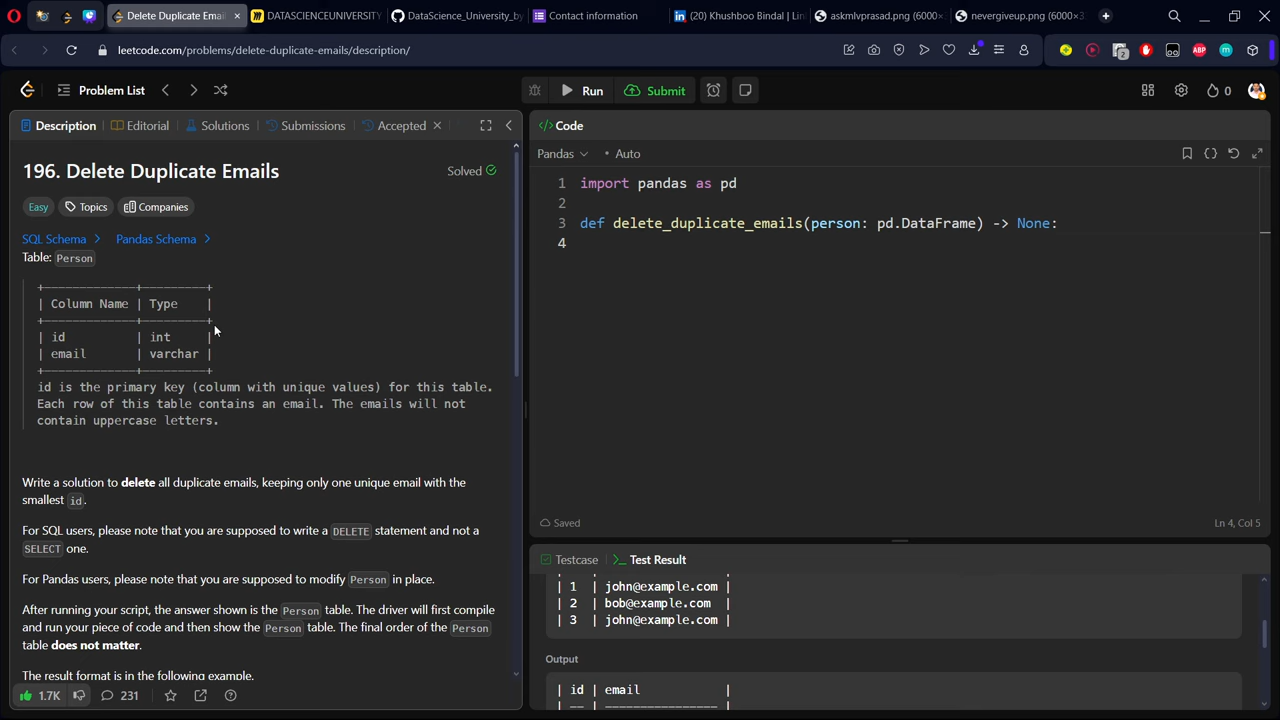 Delete Duplicate Email
DATASCIENCEUNIVERSITY
DataScience_University_by
Contact information
(20) Khushboo Bindal | Lin
askmlvprasad.png (6000×
nevergiveup.png (6000×3
leetcode.com/problems/delete-duplicate-emails/description/
2
ABP
m
Problem List
Run
Submit
0
Description
Editorial
Solutions
Submissions
Accepted
</> Code
Pandas
Auto
196. Delete Duplicate Emails
Solved
Easy
Topics
Companies
SQL Schema >
Pandas Schema >
Table: Person
+-------------+---------+
| Column Name | Type    |
+-------------+---------+
| id          | int     |
| email       | varchar |
+-------------+---------+
id is the primary key (column with unique values) for this table.
Each row of this table contains an email. The emails will not
contain uppercase letters.
Write a solution to delete all duplicate emails, keeping only one unique email with the
smallest id.
For SQL users, please note that you are supposed to write a DELETE statement and not a
SELECT one.
For Pandas users, please note that you are supposed to modify Person in place.
After running your script, the answer shown is the Person table. The driver will first compile
and run your piece of code and then show the Person table. The final order of the Person
table does not matter.
The result format is in the following example.
1.7K
231
1 import pandas as pd
2
3 def delete_duplicate_emails(person: pd.DataFrame) -> None:
4
Saved
Ln 4, Col 5
Testcase
>_ Test Result
| 1 | john@example.com |
| 2 | bob@example.com |
| 3 | john@example.com |
Output
| id | email |
| -- | ---------------- |